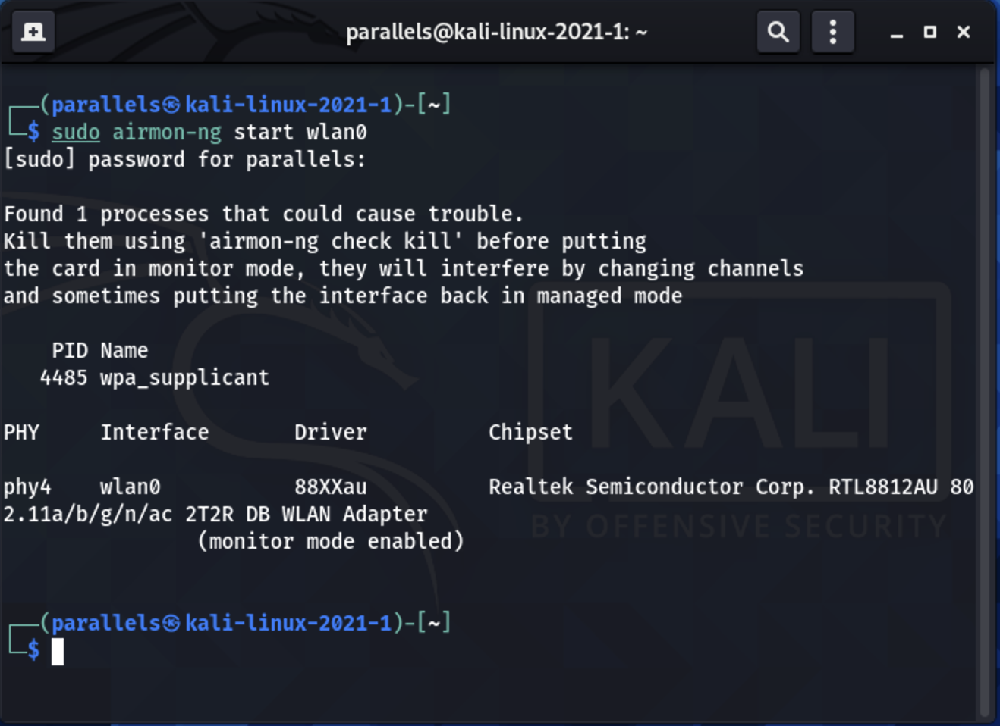 parallels@kali-linux-2021-1: ~
┌──(parallels㉿kali-linux-2021-1)-[~]
└─$ sudo airmon-ng start wlan0
[sudo] password for parallels:
Found 1 processes that could cause trouble.
Kill them using 'airmon-ng check kill' before putting
the card in monitor mode, they will interfere by changing channels
and sometimes putting the interface back in managed mode
PID Name
4485 wpa_supplicant
PHY Interface Driver Chipset
phy4 wlan0 88XXau Realtek Semiconductor Corp. RTL8812AU 80
2.11a/b/g/n/ac 2T2R DB WLAN Adapter
(monitor mode enabled)
┌──(parallels㉿kali-linux-2021-1)-[~]
└─$
KALI
BY OFFENSIVE SECURITY